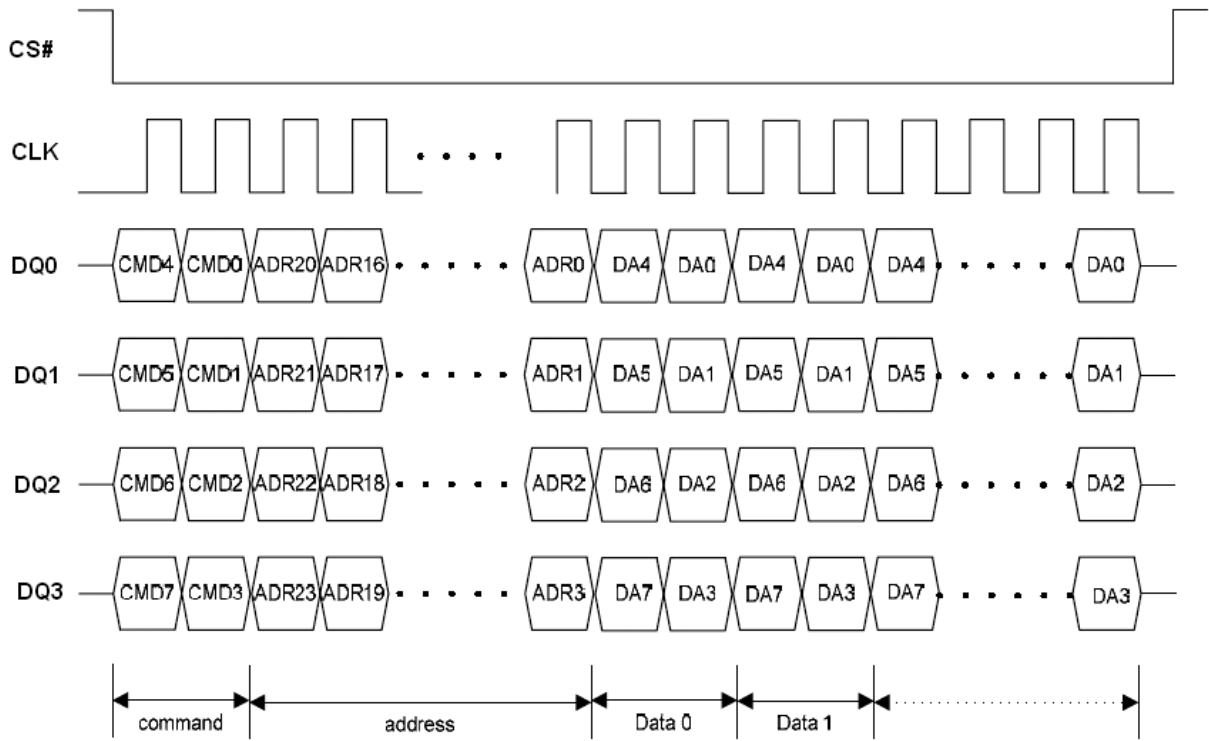 CS#
CLK
DQ0 CMD4 CMD0 ADR20 ADR16 ADR0 DA4 DA0 DA4 DA0 DA4 DA0
DQ1 CMD5 CMD1 ADR21 ADR17 ADR1 DA5 DA1 DA5 DA1 DA5 DA1
DQ2 CMD6 CMD2 ADR22 ADR18 ADR2 DA6 DA2 DA6 DA2 DA6 DA2
DQ3 CMD7 CMD3 ADR23 ADR19 ADR3 DA7 DA3 DA7 DA3 DA7 DA3
command address Data 0 Data 1